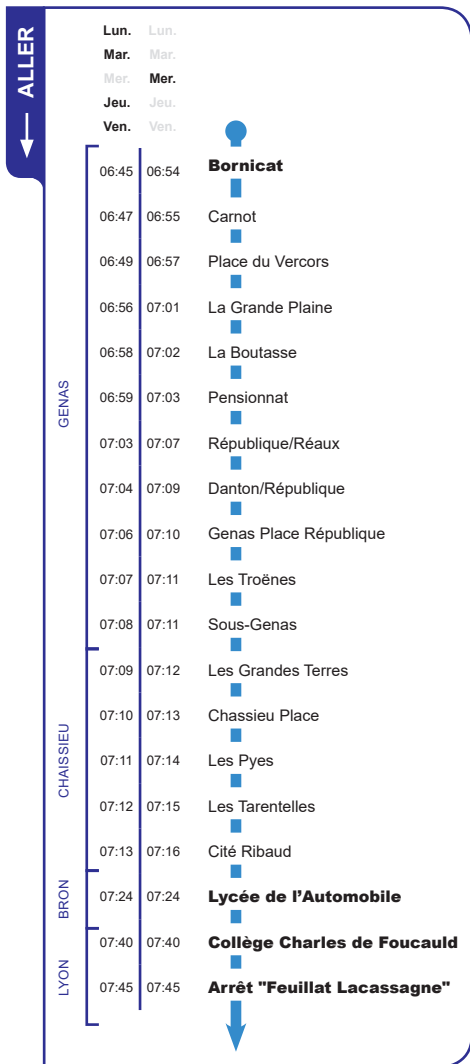 ALLER
Lun. Lun.
Mar. Mar.
Mer. Mer.
Jeu. Jeu.
Ven. Ven.
GENAS
06:45 06:54 Bornicat
06:47 06:55 Carnot
06:49 06:57 Place du Vercors
06:56 07:01 La Grande Plaine
06:58 07:02 La Boutasse
06:59 07:03 Pensionnat
07:03 07:07 République/Réaux
07:04 07:09 Danton/République
07:06 07:10 Genas Place République
07:07 07:11 Les Troënes
07:08 07:11 Sous-Genas
CHAISSIEU
07:09 07:12 Les Grandes Terres
07:10 07:13 Chassieu Place
07:11 07:14 Les Pyes
07:12 07:15 Les Tarentelles
07:13 07:16 Cité Ribaud
BRON
07:24 07:24 Lycée de l’Automobile
LYON
07:40 07:40 Collège Charles de Foucauld
07:45 07:45 Arrêt "Feuillat Lacassagne"